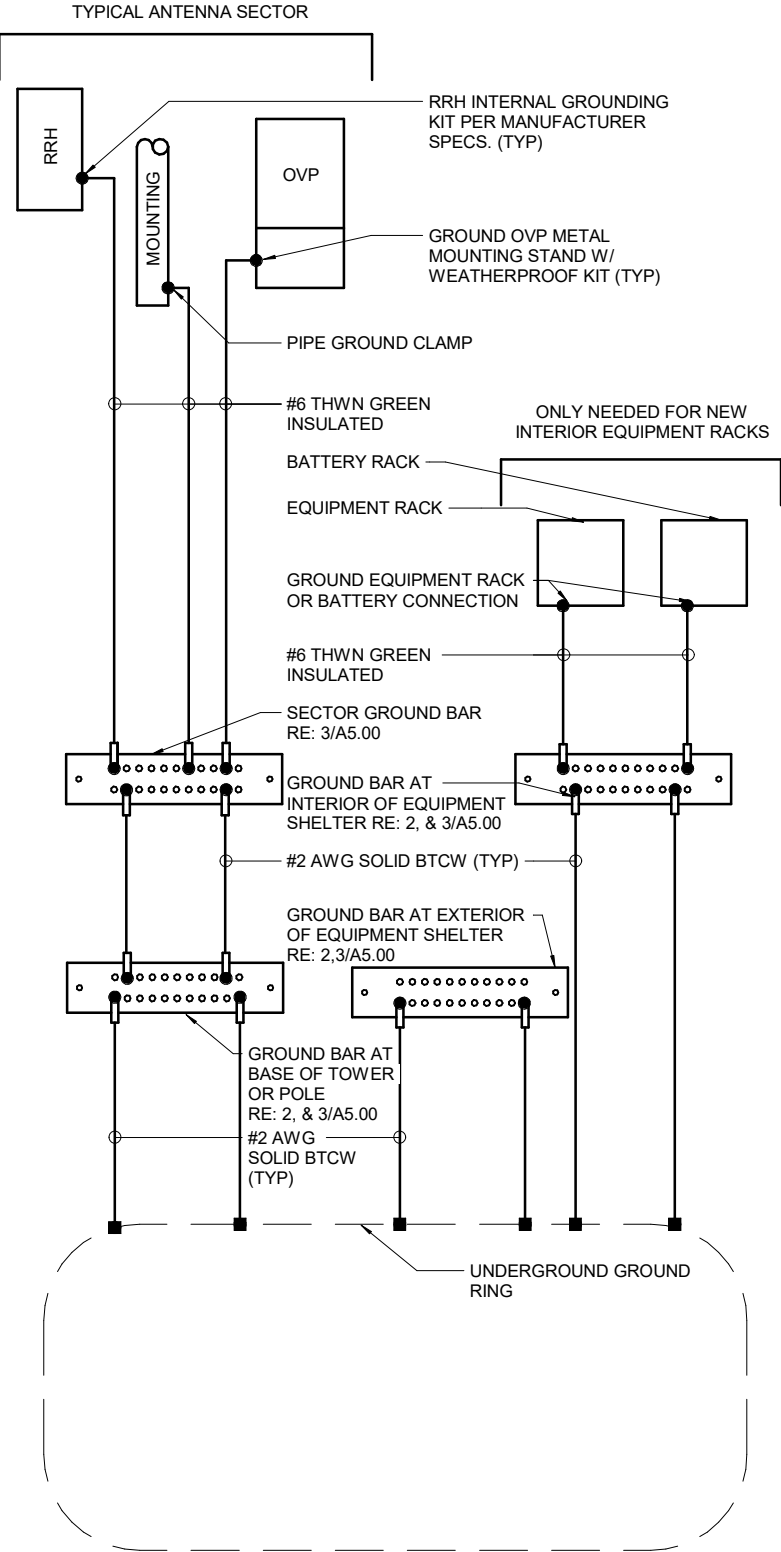 TYPICAL ANTENNA SECTOR
RRH
MOUNTING
OVP
RRH INTERNAL GROUNDING
KIT PER MANUFACTURER
SPECS. (TYP)
GROUND OVP METAL
MOUNTING STAND W/
WEATHERPROOF KIT (TYP)
PIPE GROUND CLAMP
#6 THWN GREEN
INSULATED
ONLY NEEDED FOR NEW
INTERIOR EQUIPMENT RACKS
BATTERY RACK
EQUIPMENT RACK
GROUND EQUIPMENT RACK
OR BATTERY CONNECTION
#6 THWN GREEN
INSULATED
SECTOR GROUND BAR
RE: 3/A5.00
GROUND BAR AT
INTERIOR OF EQUIPMENT
SHELTER RE: 2, & 3/A5.00
#2 AWG SOLID BTCW (TYP)
GROUND BAR AT EXTERIOR
OF EQUIPMENT SHELTER
RE: 2,3/A5.00
GROUND BAR AT
BASE OF TOWER
OR POLE
RE: 2, & 3/A5.00
#2 AWG
SOLID BTCW
(TYP)
UNDERGROUND GROUND
RING